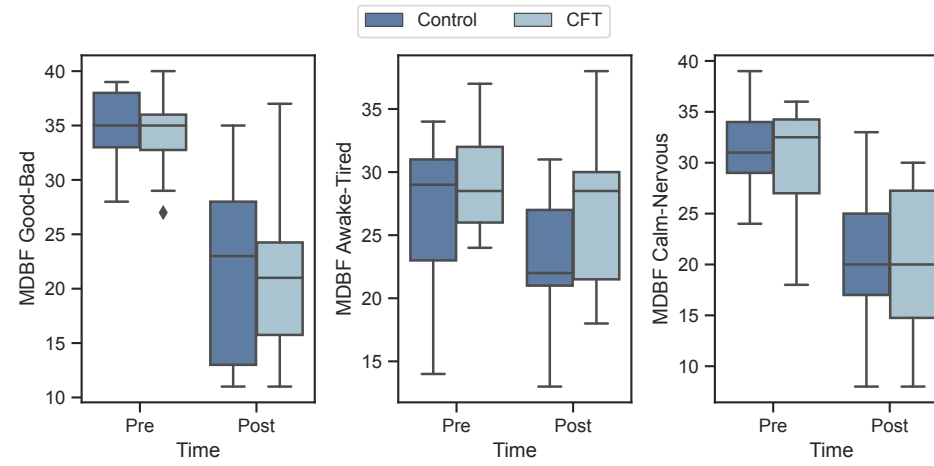 Control CFT
MDBF Good-Bad
40
35
30
25
20
15
10
Pre Post
Time
MDBF Awake-Tired
35
30
25
20
15
Pre Post
Time
MDBF Calm-Nervous
40
35
30
25
20
15
10
Pre Post
Time